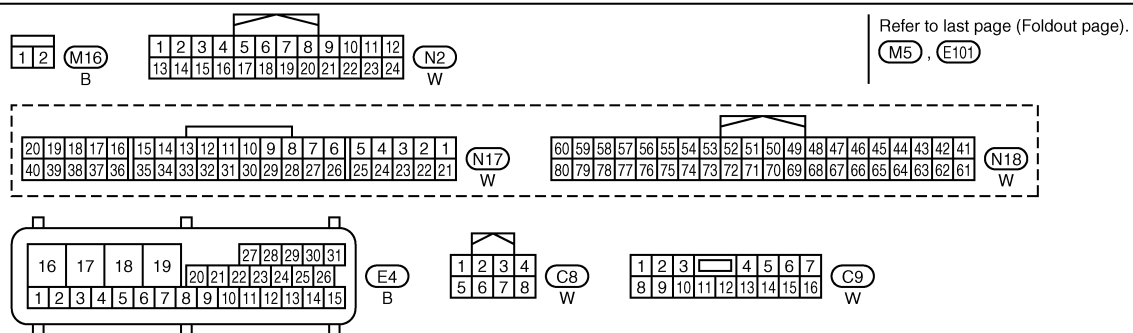 1 2 M16 B
1 2 3 4 5 6 7 8 9 10 11 12
13 14 15 16 17 18 19 20 21 22 23 24
N2 W
Refer to last page (Foldout page).
M5 , E101
20 19 18 17 16 15 14 13 12 11 10 9 8 7 6 5 4 3 2 1
40 39 38 37 36 35 34 33 32 31 30 29 28 27 26 25 24 23 22 21
N17 W
60 59 58 57 56 55 54 53 52 51 50 49 48 47 46 45 44 43 42 41
80 79 78 77 76 75 74 73 72 71 70 69 68 67 66 65 64 63 62 61
N18 W
16 17 18 19
27 28 29 30 31
20 21 22 23 24 25 26
1 2 3 4 5 6 7 8 9 10 11 12 13 14 15
E4 B
1 2 3 4
5 6 7 8
C8 W
1 2 3 4 5 6 7
8 9 10 11 12 13 14 15 16
C9 W